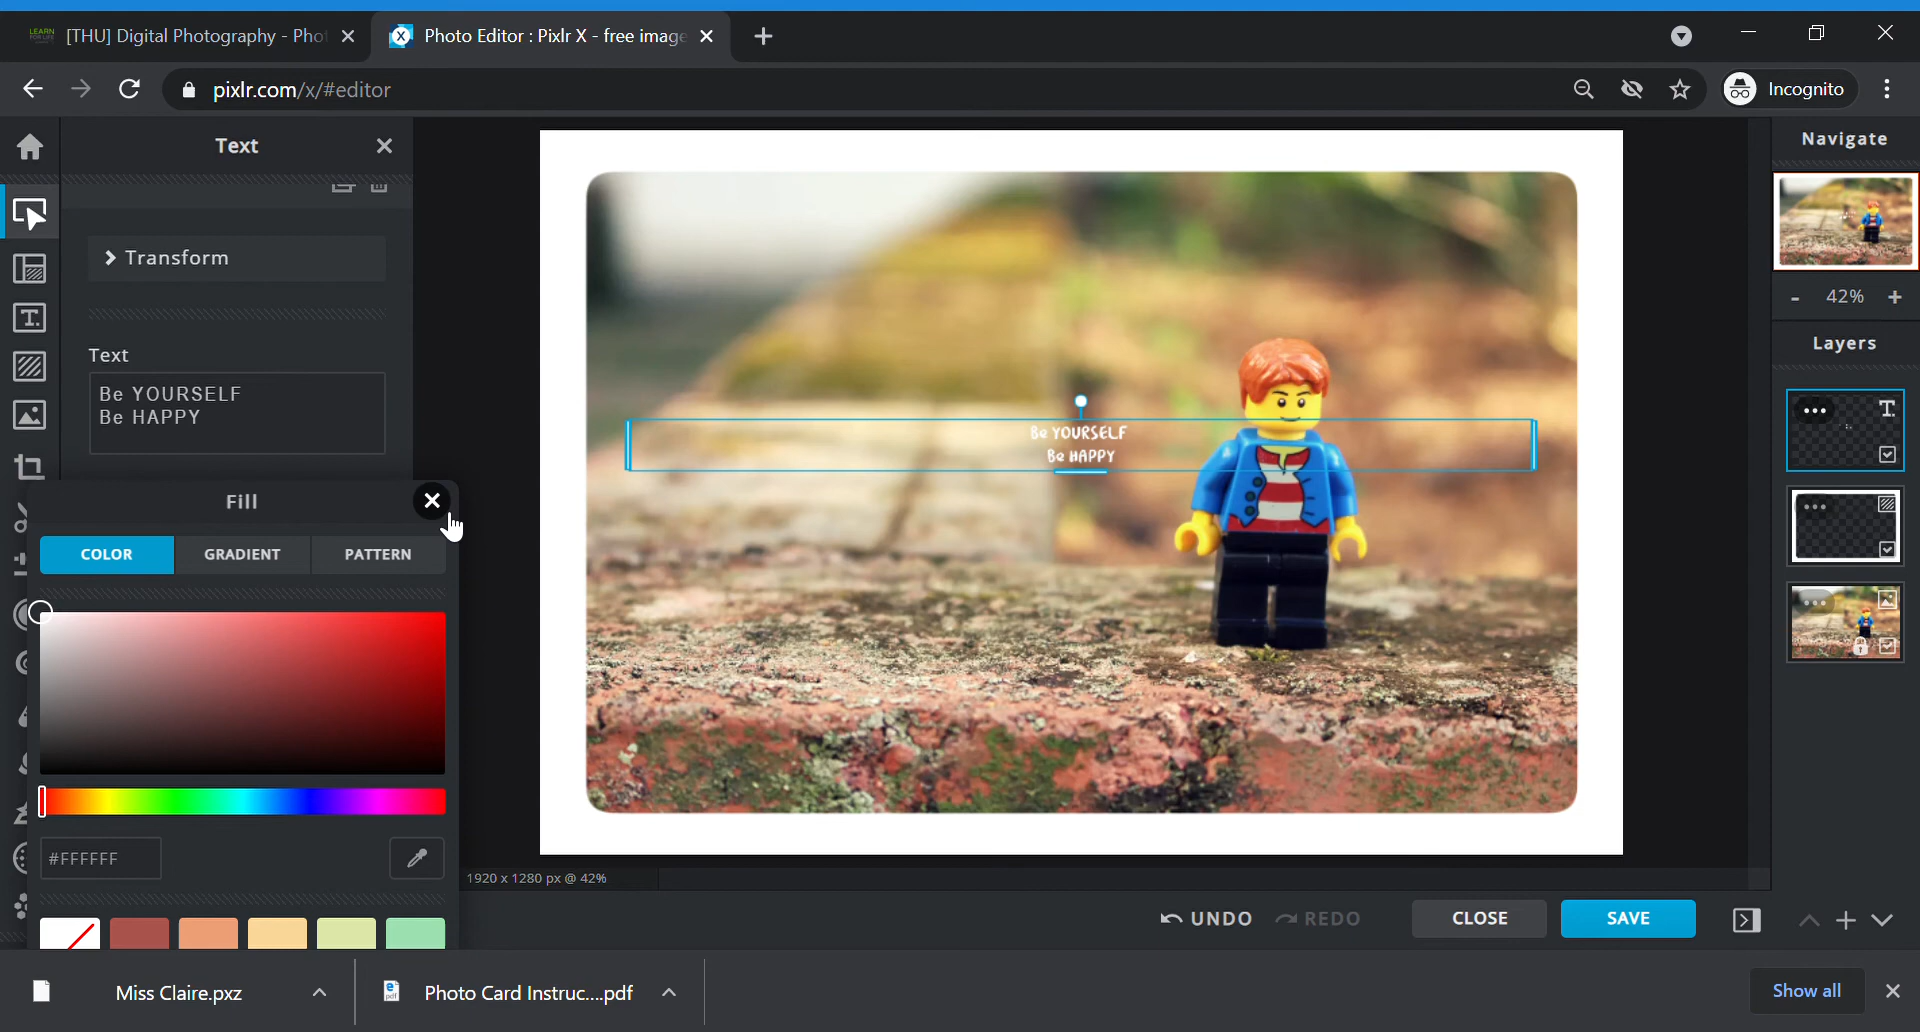 LEARN
[THU] Digital Photography - Pho
Photo Editor : Pixlr X - free image
pixlr.com/x/#editor
Incognito
Text
Navigate
Transform
42%
Text
Layers
Be YOURSELF
Be HAPPY
Be YOURSELF
Be HAPPY
Fill
COLOR
GRADIENT
PATTERN
#FFFFFF
1920 x 1280 px @ 42%
UNDO
REDO
CLOSE
SAVE
Miss Claire.pxz
Photo Card Instruc....pdf
Show all